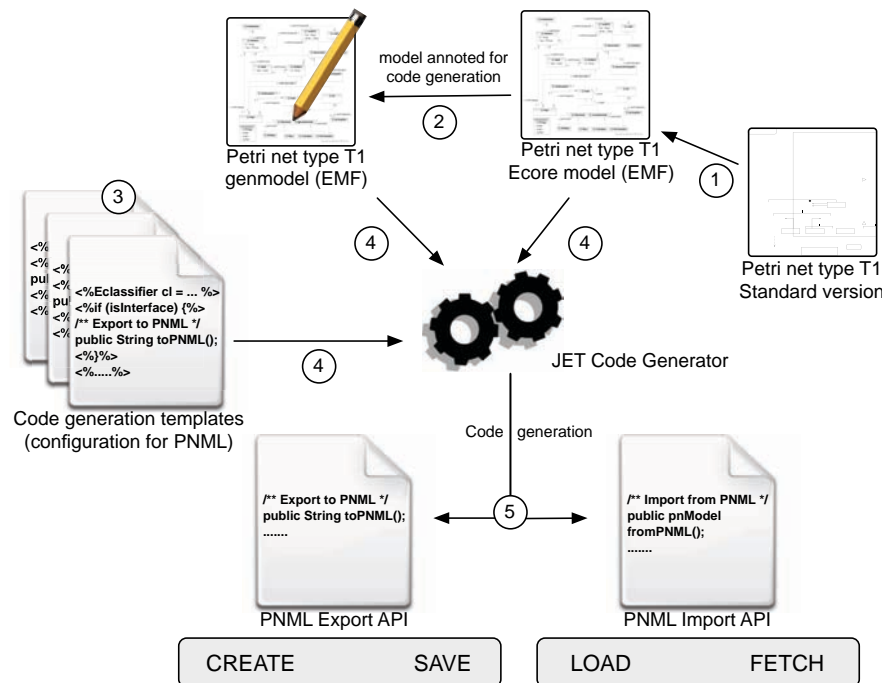 model annoted for
code generation
2
Petri net type T1
genmodel (EMF)
Petri net type T1
Ecore model (EMF)
1
Petri net type T1
Standard version
3
4
4
<%
<%
pu
<%
<%
<%
<%
pu
<%
<%
<%Eclassifier cl = ... %>
<%if (isInterface) {%>
/** Export to PNML */
public String toPNML();
<%}%>
<%.....%>
4
JET Code Generator
Code generation templates
(configuration for PNML)
Code generation
/** Export to PNML */
public String toPNML();
.......
5
/** Import from PNML */
public pnModel
fromPNML();
.......
PNML Export API
PNML Import API
CREATE SAVE
LOAD FETCH